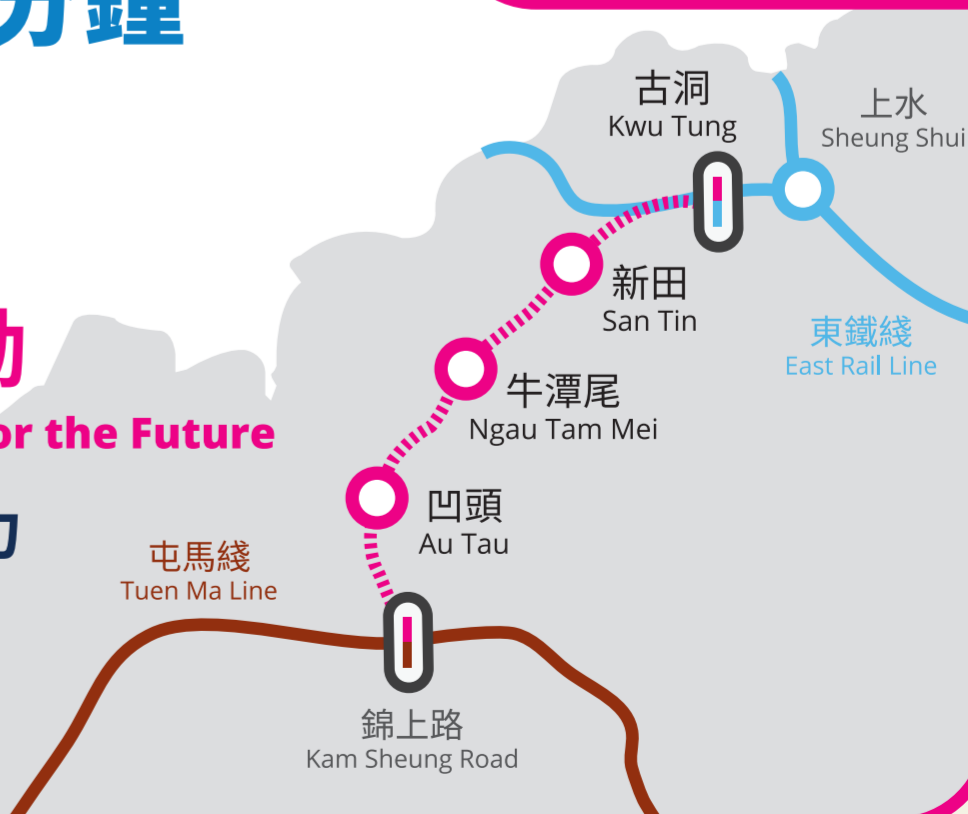 分鐘
古洞
Kwu Tung
上水
Sheung Shui
新田
San Tin
東鐵綫
East Rail Line
牛潭尾
Ngau Tam Mei
or the Future
凹頭
Au Tau
屯馬綫
Tuen Ma Line
錦上路
Kam Sheung Road